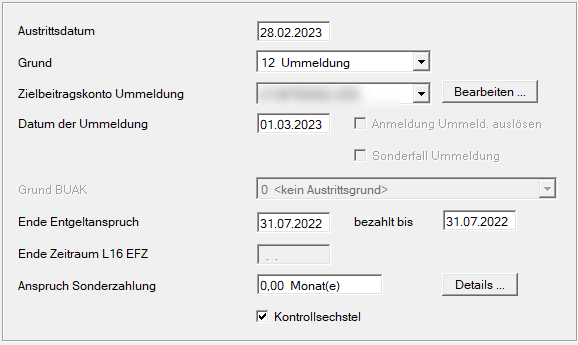 Austrittsdatum 28.02.2023
Grund 12 Ummeldung
Zielbeitragskonto Ummeldung Bearbeiten ...
Datum der Ummeldung 01.03.2023 Anmeldung Ummeld. auslösen
Sonderfall Ummeldung
Grund BUAK 0 <kein Austrittsgrund>
Ende Entgeltanspruch 31.07.2022 bezahlt bis 31.07.2022
Ende Zeitraum L16 EFZ . .
Anspruch Sonderzahlung 0,00 Monat(e) Details ...
Kontrollsechstel